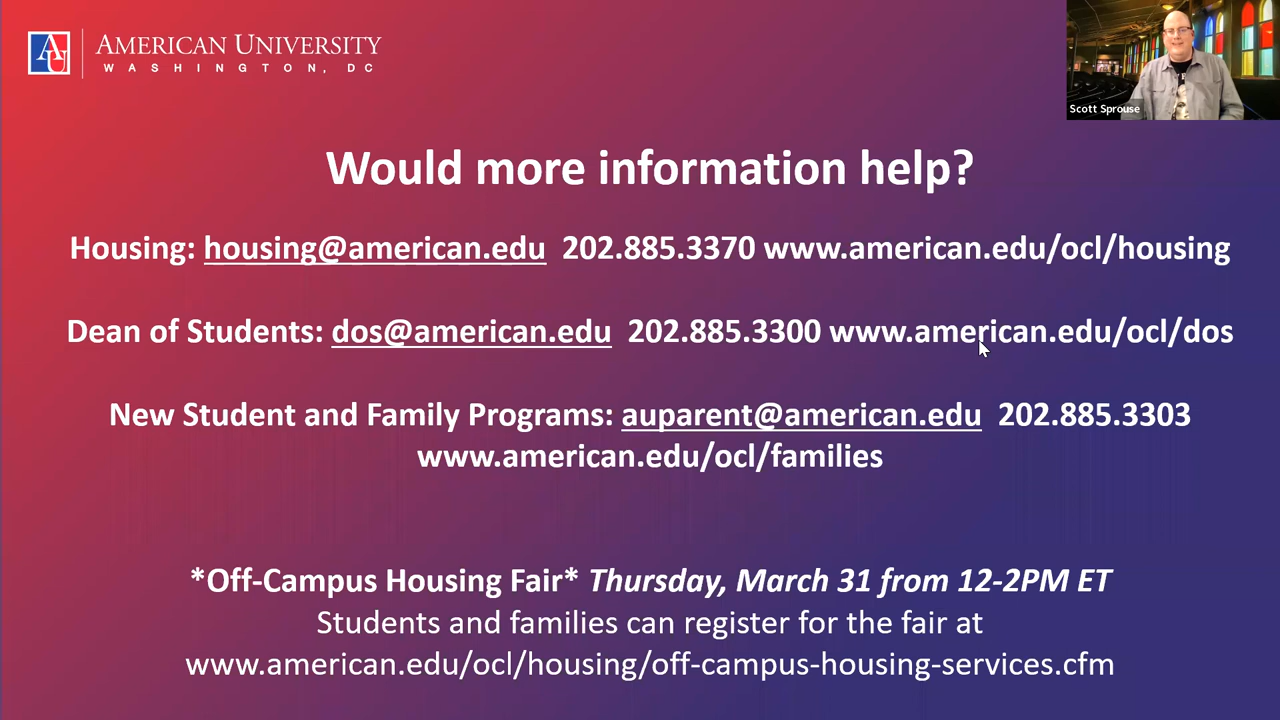 AU
AMERICAN UNIVERSITY
WASHINGTON, DC
Scott Sprouse
Would more information help?
Housing: housing@american.edu 202.885.3370 www.american.edu/ocl/housing
Dean of Students: dos@american.edu 202.885.3300 www.american.edu/ocl/dos
New Student and Family Programs: auparent@american.edu 202.885.3303
www.american.edu/ocl/families
*Off-Campus Housing Fair* Thursday, March 31 from 12-2PM ET
Students and families can register for the fair at
www.american.edu/ocl/housing/off-campus-housing-services.cfm